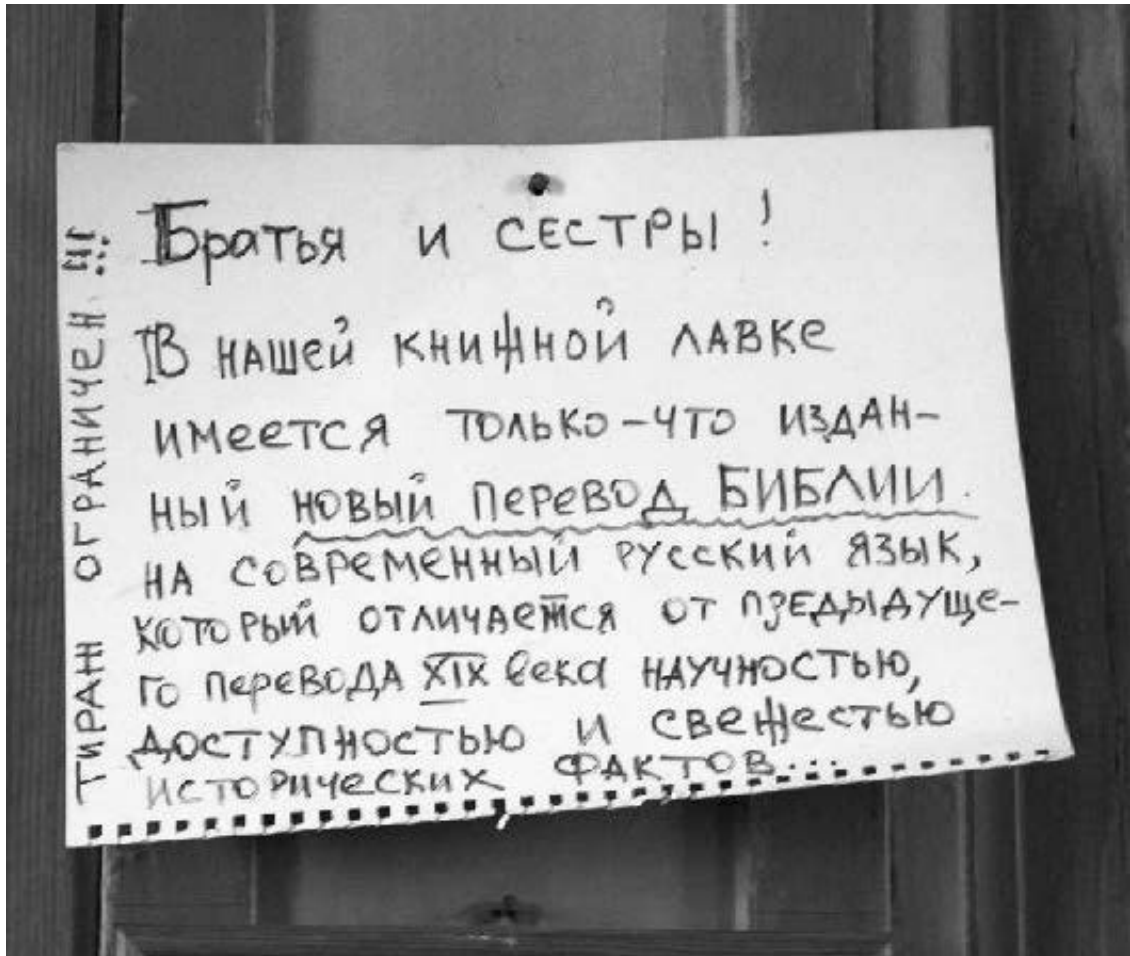 Братья и СЕСТРЫ!
В нашей книжной лавке
имеется только-что издан-
ный новый перевод БИБЛИИ.
на современный русский язык,
который отличается от предыдуще-
го перевода XIX века научностью,
доступностью и свежестью
исторических фактов...
тираж ограничен!!!